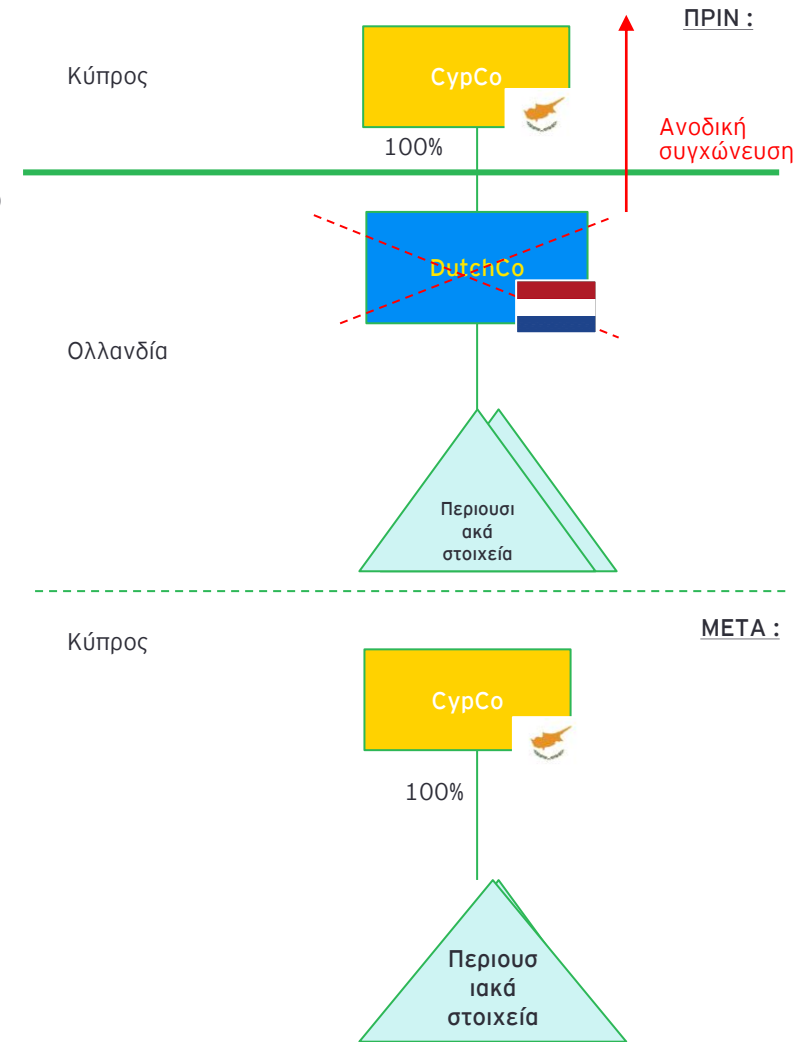 ΠΡΙΝ :
Κύπρος
CypCo
100%
Ανοδική
συγχώνευση
DutchCo
Ολλανδία
Περιουσι
ακά
στοιχεία
ΜΕΤΑ :
Κύπρος
CypCo
100%
Περιουσ
ιακά
στοιχεία